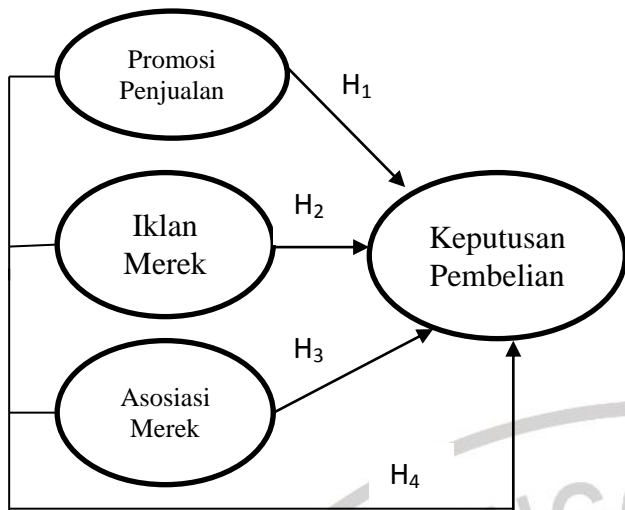 Promosi
Penjualan
H₁
Iklan
Merek
H₂
Keputusan
Pembelian
Asosiasi
Merek
H₃
H₄